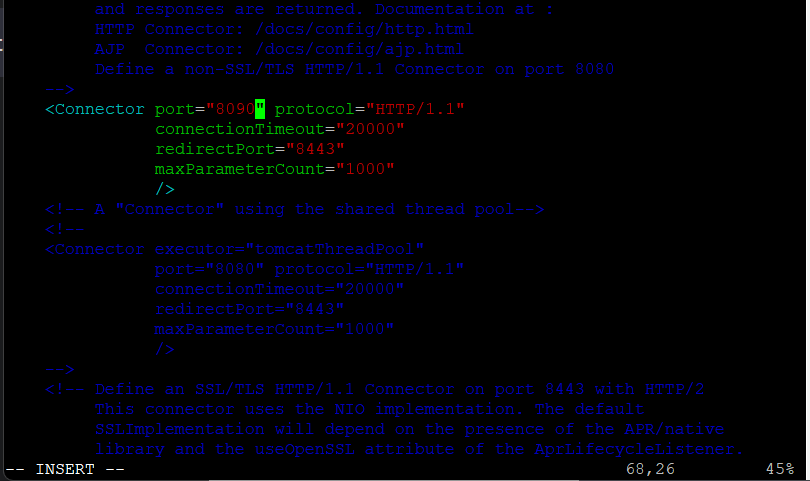 and responses are returned. Documentation at :
HTTP Connector: /docs/config/http.html
AJP  Connector: /docs/config/ajp.html
Define a non-SSL/TLS HTTP/1.1 Connector on port 8080
-->
<Connector port="8090" protocol="HTTP/1.1"
connectionTimeout="20000"
redirectPort="8443"
maxParameterCount="1000"
/>
<!-- A "Connector" using the shared thread pool-->
<!--
<Connector executor="tomcatThreadPool"
port="8080" protocol="HTTP/1.1"
connectionTimeout="20000"
redirectPort="8443"
maxParameterCount="1000"
/>
-->
<!-- Define an SSL/TLS HTTP/1.1 Connector on port 8443 with HTTP/2
This connector uses the NIO implementation. The default
SSLImplementation will depend on the presence of the APR/native
library and the useOpenSSL attribute of the AprLifecycleListener.
-- INSERT -- 68,26 45%